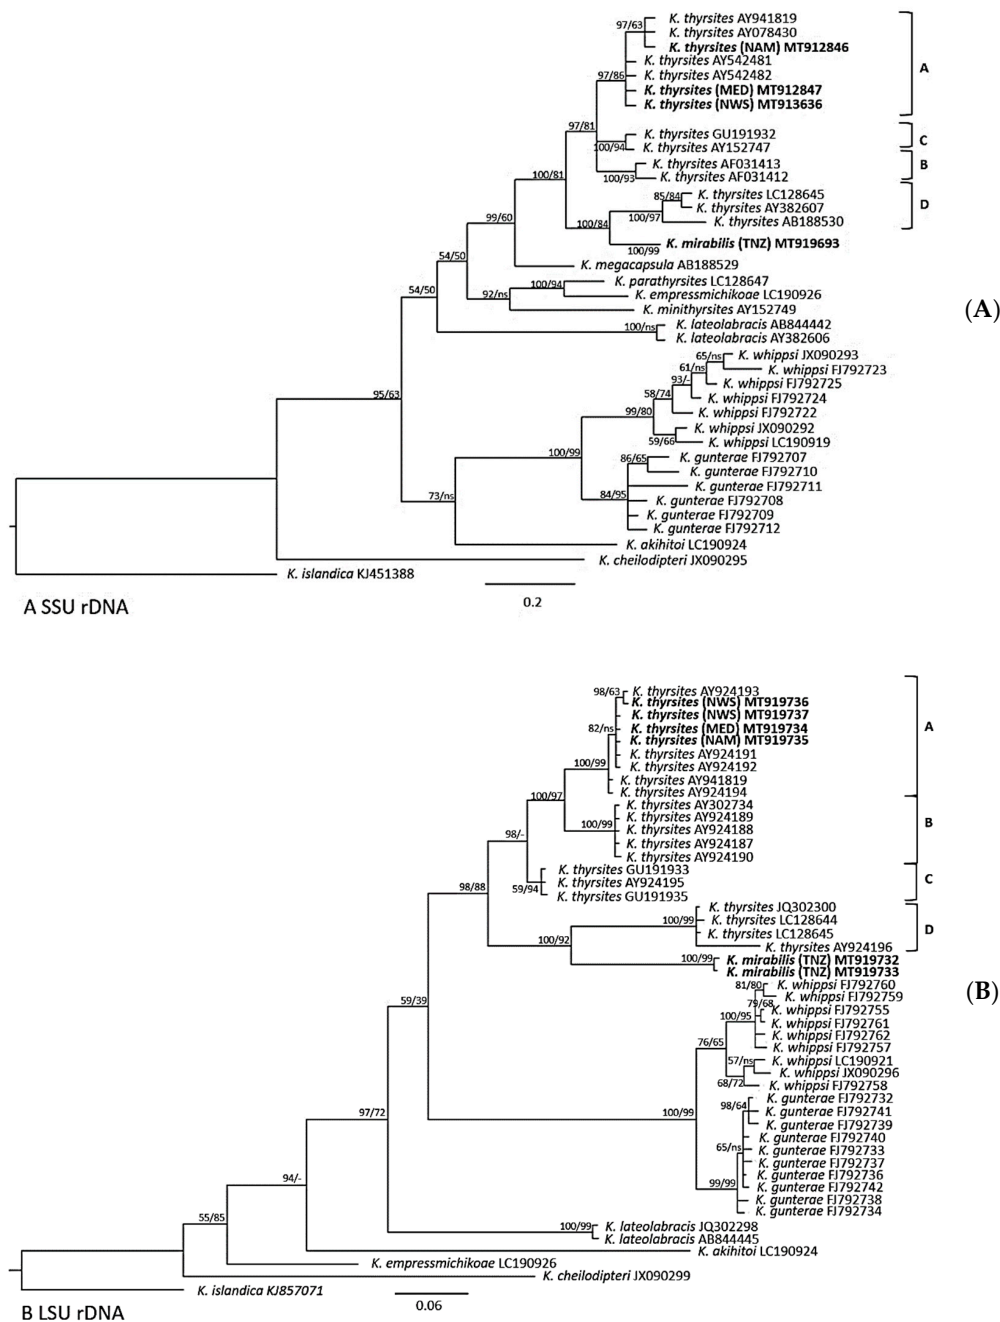 97/63
K. thyrsites AY941819
K. thyrsites AY078430
K. thyrsites (NAM) MT912846
97/86
K. thyrsites AY542481
K. thyrsites AY542482
K. thyrsites (MED) MT912847
K. thyrsites (NWS) MT913636
A
97/81
K. thyrsites GU191932
100/94
K. thyrsites AY152747
C
K. thyrsites AF031413
100/93
K. thyrsites AF031412
B
100/81
85/84
K. thyrsites LC128645
K. thyrsites AY382607
100/97
K. thyrsites AB188530
D
99/60
100/84
K. mirabilis (TNZ) MT919693
100/99
54/50
K. megacapsula AB188529
100/94
K. parathyrsites LC128647
54/50
92/ns
K. empressmichikoae LC190926
K. minithyrsites AY152749
(A)
100/ns
K. lateolabracis AB844442
K. lateolabracis AY382606
65/ns
K. whippsi JX090293
61/ns
K. whippsi FJ792723
93/-
K. whippsi FJ792725
95/63
58/74
K. whippsi FJ792724
99/80
K. whippsi FJ792722
K. whippsi JX090292
59/66
K. whippsi LC190919
100/99
86/65
K. gunterae FJ792707
K. gunterae FJ792710
K. gunterae FJ792711
73/ns
84/95
K. gunterae FJ792708
K. gunterae FJ792709
K. gunterae FJ792712
K. akihitoi LC190924
K. cheilodipteri JX090295
K. islandica KJ451388
0.2
A SSU rDNA
98/63
K. thyrsites AY924193
K. thyrsites (NWS) MT919736
K. thyrsites (NWS) MT919737
82/ns
K. thyrsites (MED) MT919734
K. thyrsites (NAM) MT919735
K. thyrsites AY924191
100/99
K. thyrsites AY924192
K. thyrsites AY941819
K. thyrsites AY924194
A
100/97
K. thyrsites AY302734
K. thyrsites AY924189
100/99
K. thyrsites AY924188
K. thyrsites AY924187
K. thyrsites AY924190
B
98/-
K. thyrsites GU191933
59/94
K. thyrsites AY924195
K. thyrsites GU191935
C
98/88
K. thyrsites JQ302300
100/99
K. thyrsites LC128644
K. thyrsites LC128645
100/92
K. thyrsites AY924196
D
100/99
K. mirabilis (TNZ) MT919732
K. mirabilis (TNZ) MT919733
81/80
K. whippsi FJ792760
K. whippsi FJ792759
59/39
79/68
K. whippsi FJ792755
100/95
K. whippsi FJ792761
K. whippsi FJ792762
76/65
K. whippsi FJ792757
57/ns
K. whippsi LC190921
K. whippsi JX090296
68/72
K. whippsi FJ792758
(B)
98/64
K. gunterae FJ792732
100/99
K. gunterae FJ792741
K. gunterae FJ792739
97/72
K. gunterae FJ792740
65/ns
K. gunterae FJ792733
K. gunterae FJ792737
K. gunterae FJ792736
94/-
99/99
K. gunterae FJ792742
K. gunterae FJ792738
K. gunterae FJ792734
55/85
100/99
K. lateolabracis JQ302298
K. lateolabracis AB844445
K. akihitoi LC190924
K. empressmichikoae LC190926
K. cheilodipteri JX090299
K. islandica KJ857071
0.06
B LSU rDNA